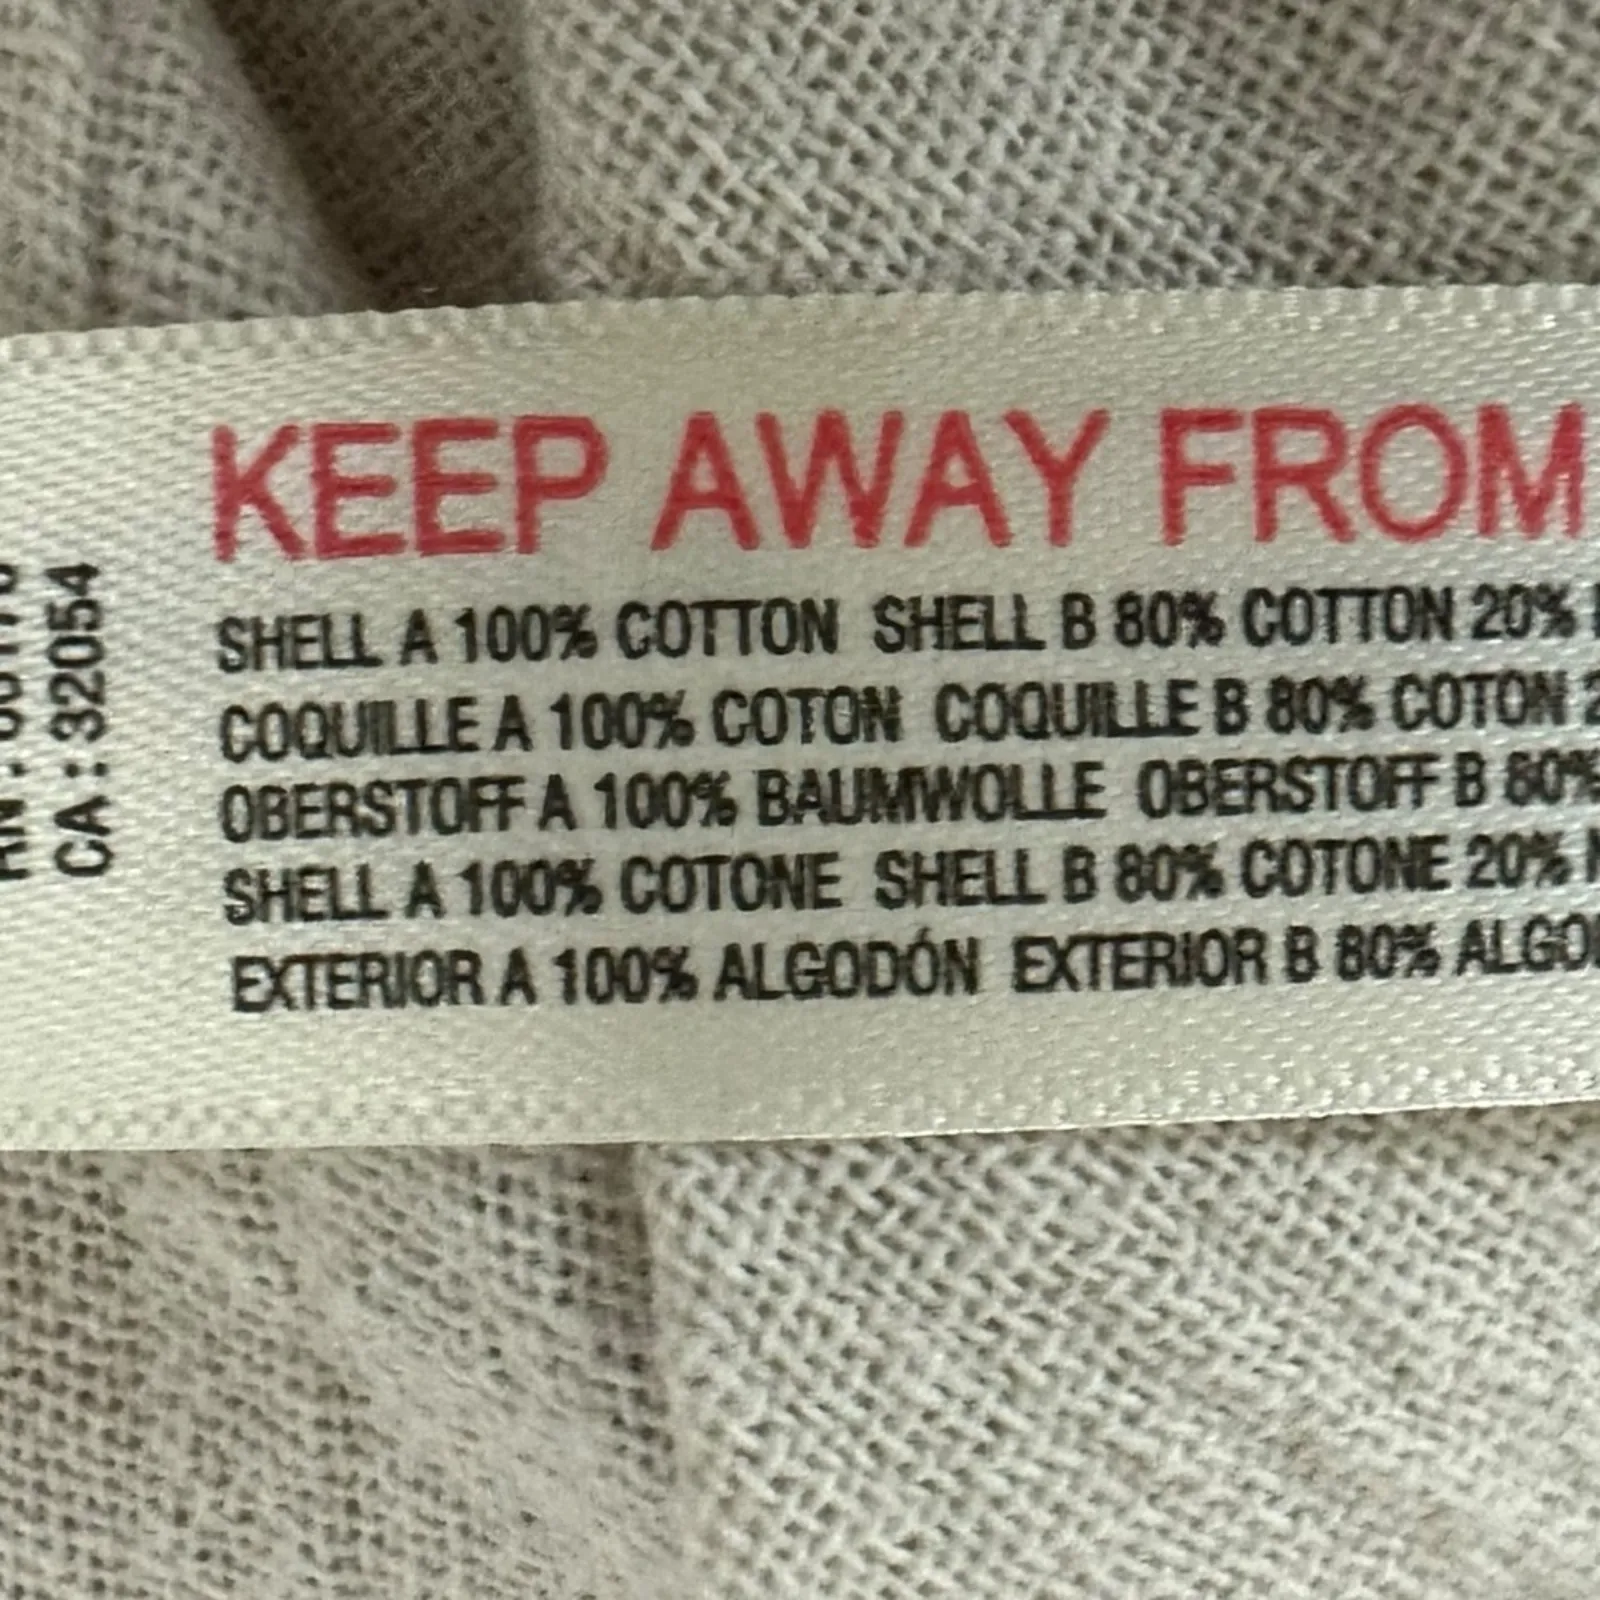 KEEP AWAY FROM
SHELL A 100% COTTON SHELL B 80% COTTON 20%
COQUILLE A 100% COTON COQUILLE B 80% COTON
OBERSTOFF A 100% BAUMWOLLE OBERSTOFF B 80%
SHELL A 100% COTONE SHELL B 80% COTONE 20%
EXTERIOR A 100% ALGODÓN EXTERIOR B 80%
CA : 32054